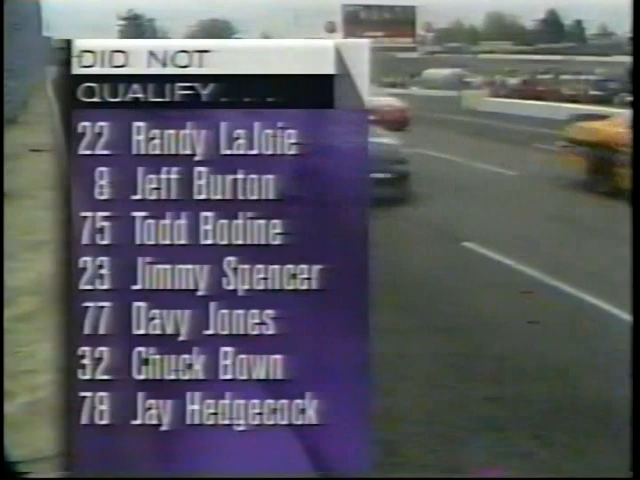 DID NOT
QUALIFY....
22 Randy LaJoie
8 Jeff Burton
75 Todd Bodine
23 Jimmy Spencer
77 Davy Jones
32 Chuck Bown
78 Jay Hedgecock